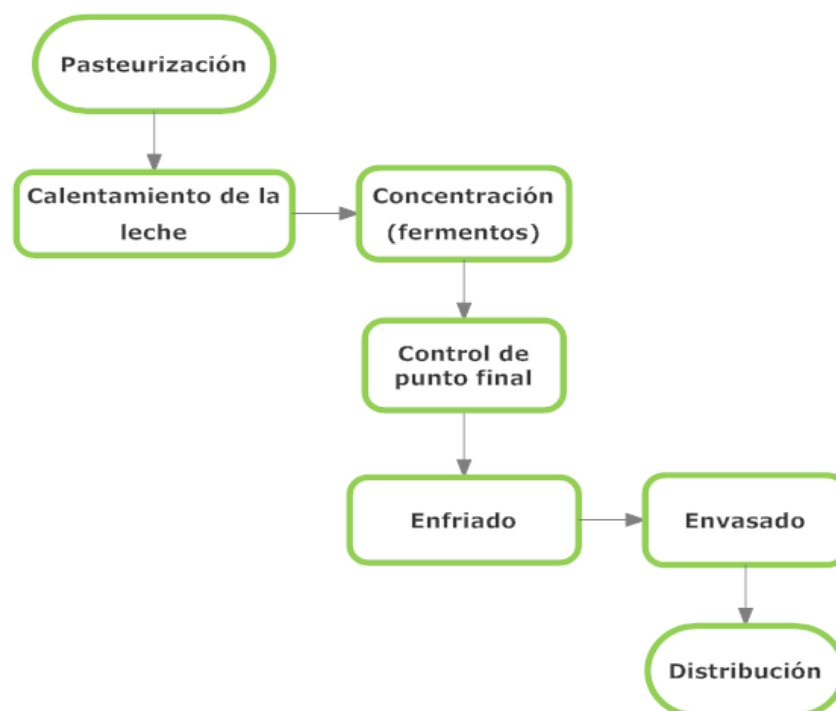 Pasteurización
Calentamiento de la
leche
Concentración
(fermentos)
Control de
punto final
Enfriado
Envasado
Distribución